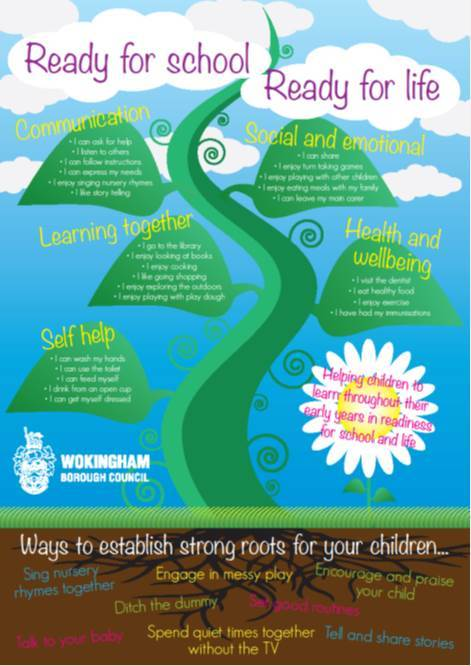 Ready for school
Ready for life
Communication
• I can ask for help
• I listen to others
• I can follow instructions
• I can express my needs
• I enjoy singing nursery rhymes
• I like story telling
Social and emotional
• I can share
• I enjoy turn taking games
• I enjoy playing with other children
• I enjoy eating meals with my family
• I can leave my main carer
Learning together
• I go to the library
• I enjoy looking at books
• I enjoy cooking
• I like going shopping
• I enjoy exploring the outdoors
• I enjoy playing with play dough
Health and
wellbeing
• I visit the dentist
• I eat healthy food
• I enjoy exercise
• I have had my immunisations
Self help
• I can wash my hands
• I can use the toilet
• I can feed myself
• I drink from an open cup
• I can get myself dressed
Helping children to
learn throughout their
early years in readiness
for school and life
WOKINGHAM
BOROUGH COUNCIL
Ways to establish strong roots for your children...
Sing nursery
rhymes together
Engage in messy play
Encourage and praise
your child
Ditch the dummy
Set good routines
Talk to your baby
Spend quiet times together
without the TV
Tell and share stories